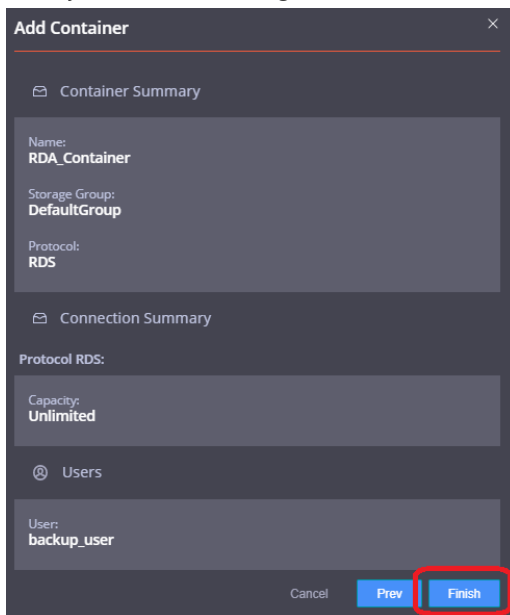 Add Container
Container Summary
Name:
RDA_Container
Storage Group:
DefaultGroup
Protocol:
RDS
Connection Summary
Protocol RDS:
Capacity:
Unlimited
Users
User:
backup_user
Cancel Prev Finish